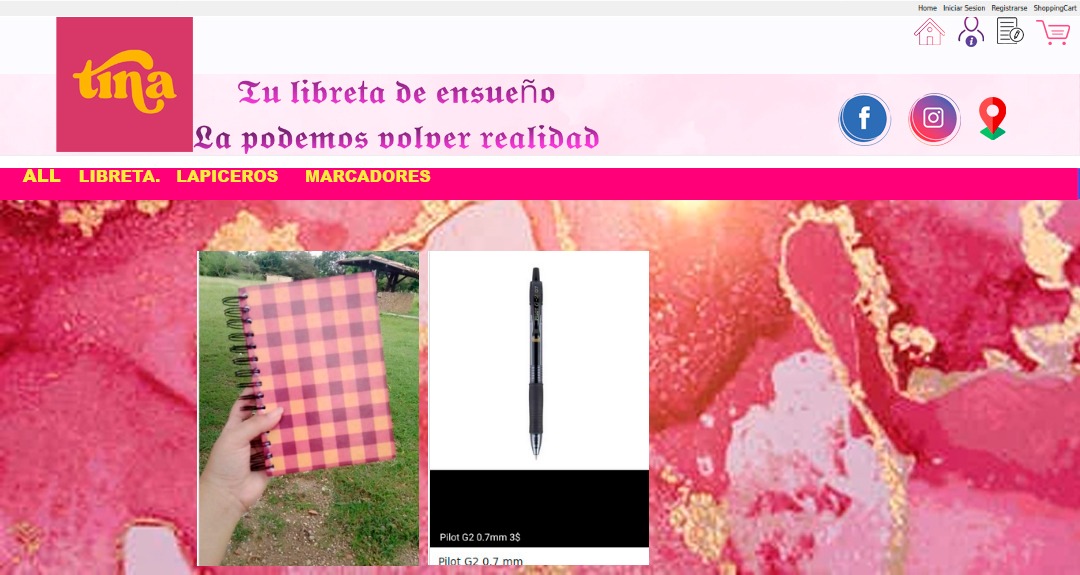 Home Iniciar Sesion Registrarse ShoppingCart
tina
Tu libreta de ensueño
La podemos volver realidad
ALL LIBRETA. LAPICEROS MARCADORES
Pilot G2 0.7mm 3$
Pilot G2 0.7 mm